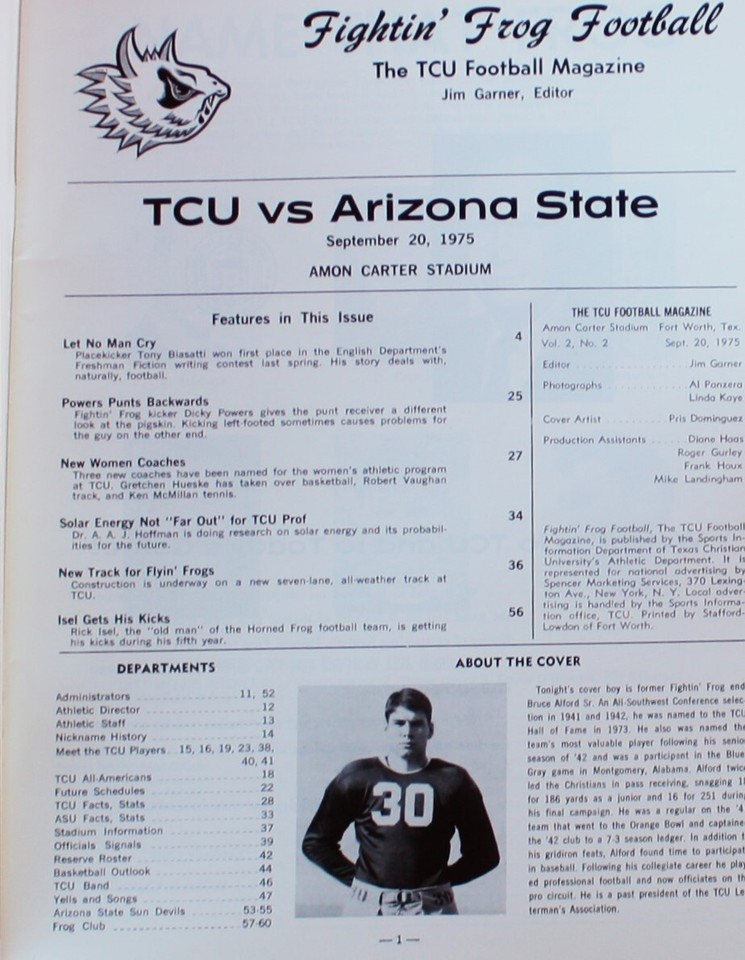 Fightin' Frog Football
The TCU Football Magazine
Jim Garner, Editor
TCU vs Arizona State
September 20, 1975
AMON CARTER STADIUM
Features in This Issue
Let No Man Cry 4
Placekicker Tony Biasatti won first place in the English Department's
Freshman Fiction writing contest last spring. His story deals with,
naturally, football.
Powers Punts Backwards 25
Fightin' Frog kicker Dicky Powers gives the punt receiver a different
look at the pigskin. Kicking left-footed sometimes causes problems for
the guy on the other end.
New Women Coaches 27
Three new coaches have been named for the women's athletic program
at TCU. Gretchen Hueske has taken over basketball, Robert Vaughan
track, and Ken McMillan tennis.
Solar Energy Not "Far Out" for TCU Prof 34
Dr. A. A. J. Hoffman is doing research on solar energy and its probabil-
ities for the future.
New Track for Flyin' Frogs 36
Construction is underway on a new seven-lane, all-weather track at
TCU.
Isel Gets His Kicks 56
Rick Isel, the "old man" of the Horned Frog football team, is getting
his kicks during his fifth year.
THE TCU FOOTBALL MAGAZINE
Amon Carter Stadium Fort Worth, Tex.
Vol. 2, No. 2 Sept. 20, 1975
Editor Jim Garner
Photographs Al Panzera
Linda Kaye
Cover Artist Pris Dominguez
Production Assistants Diane Haas
Roger Gurley
Frank Houx
Mike Landingham
Fightin' Frog Football, The TCU Football
Magazine, is published by the Sports In-
formation Department of Texas Christian
University's Athletic Department. It is
represented for national advertising by
Spencer Marketing Services, 370 Lexing-
ton Ave., New York, N. Y. Local adver-
tising is handled by the Sports Informa-
tion office, TCU. Printed by Stafford-
Lowdon of Fort Worth.
DEPARTMENTS
Administrators 11, 52
Athletic Director 12
Athletic Staff 13
Nickname History 14
Meet the TCU Players 15, 16, 19, 23, 38,
40, 41
TCU All-Americans 18
Future Schedules 22
TCU Facts, Stats 28
ASU Facts, Stats 33
Stadium Information 37
Officials Signals 39
Reserve Roster 42
Basketball Outlook 44
TCU Band 46
Yells and Songs 47
Arizona State Sun Devils 53-55
Frog Club 57-60
30
ABOUT THE COVER
Tonight's cover boy is former Fightin' Frog end
Bruce Alford Sr. An All-Southwest Conference selec-
tion in 1941 and 1942, he was named to the TCU
Hall of Fame in 1973. He also was named the
team's most valuable player following his senio
season of '42 and was a participant in the Blue
Gray game in Montgomery, Alabama. Alford twice
led the Christians in pass receiving, snagging 1
for 186 yards as a junior and 16 for 251 during
his final campaign. He was a regular on the '4
team that went to the Orange Bowl and captaine
the '42 club to a 7-3 season ledger. In addition t
his gridiron feats, Alford found time to participat
in baseball. Following his collegiate career he play
ed professional football and now officiates on th
pro circuit. He is a past president of the TCU Le
terman's Association.
— 1 —